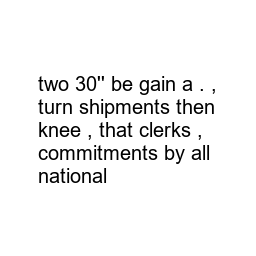 two 30'' be gain a . ,
turn shipments then
knee , that clerks ,
commitments by all
national